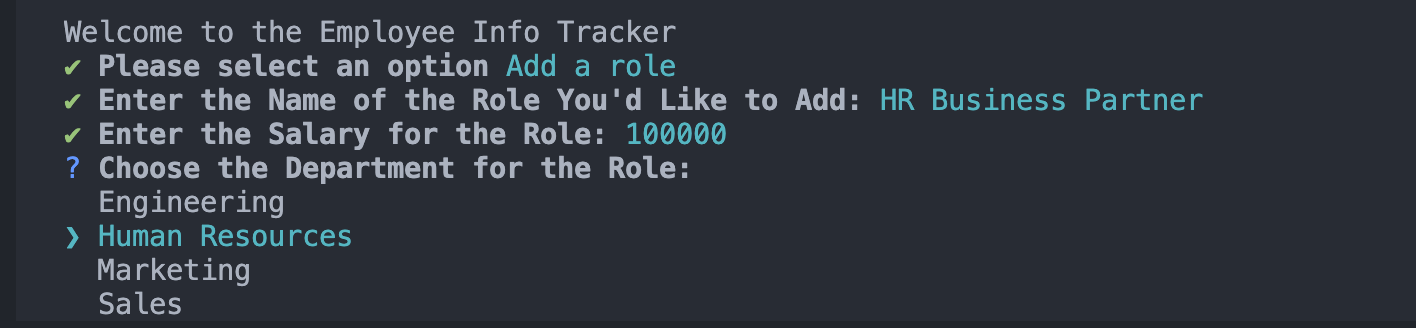 Welcome to the Employee Info Tracker
✔ Please select an option Add a role
✔ Enter the Name of the Role You'd Like to Add: HR Business Partner
✔ Enter the Salary for the Role: 100000
? Choose the Department for the Role:
Engineering
❯ Human Resources
Marketing
Sales